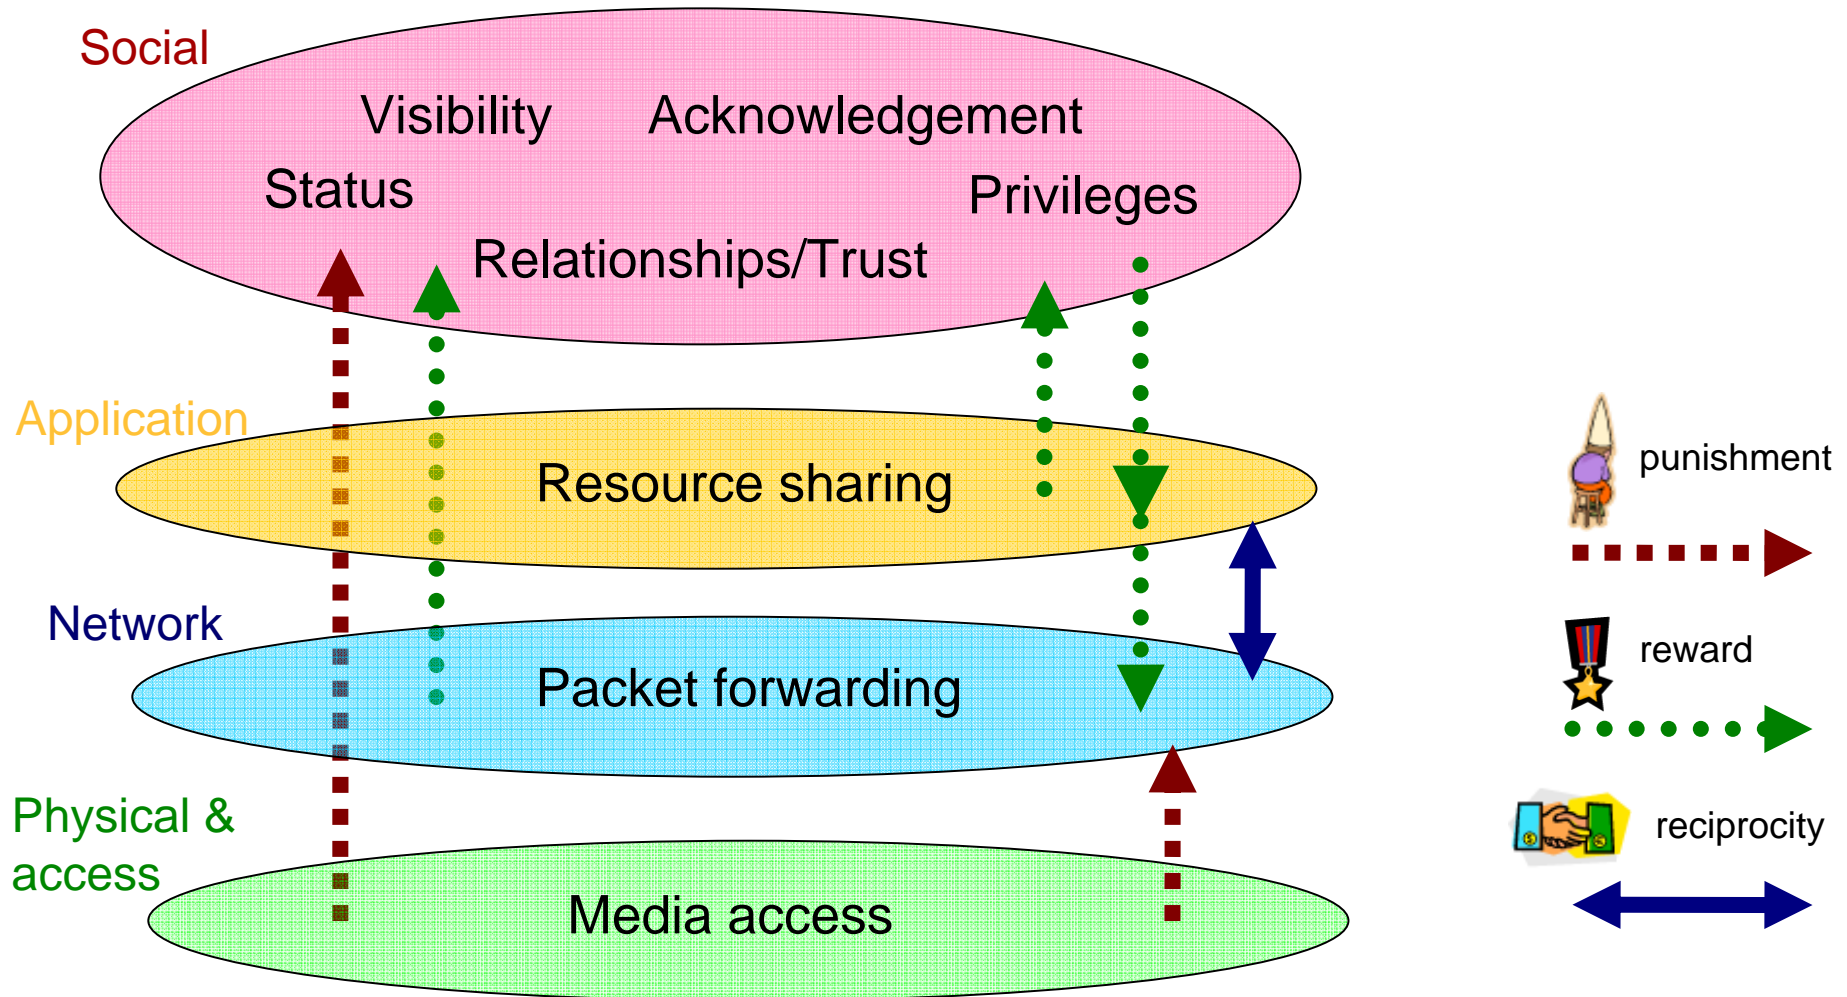 Social
Visibility
Acknowledgement
Status
Privileges
Relationships/Trust
Application
Resource sharing
Network
Packet forwarding
Physical &
access
Media access
punishment
reward
reciprocity